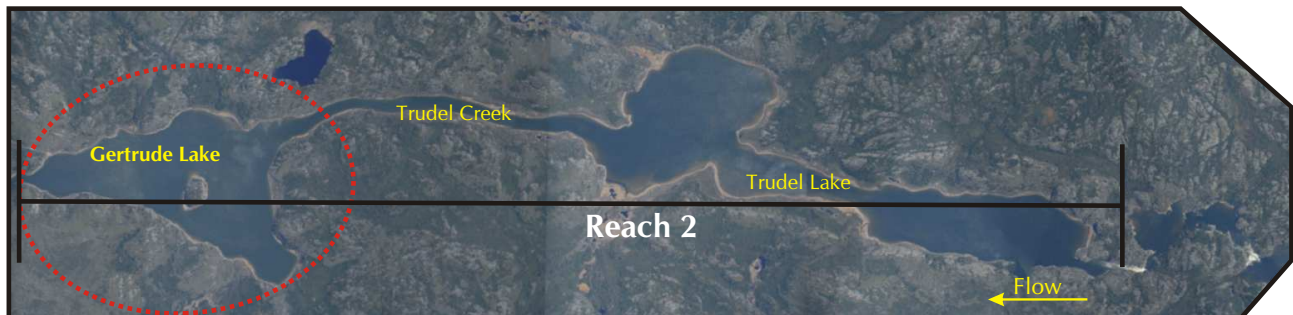 Trudel Creek
Gertrude Lake
Trudel Lake
Reach 2
Flow